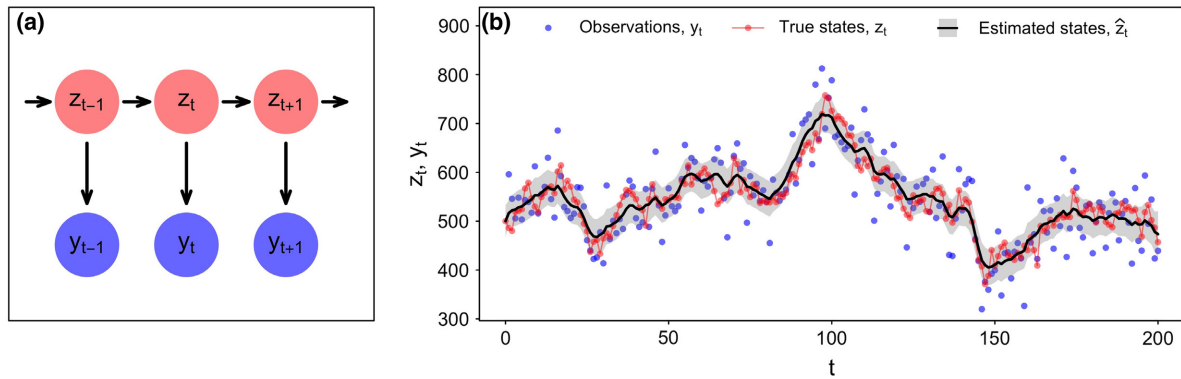 (a)
z_{t−1} z_t z_{t+1}
y_{t−1} y_t y_{t+1}
(b)
Observations, y_t True states, z_t Estimated states, ẑ_t
z_t, y_t
900
800
700
600
500
400
300
0 50 100 150 200
t